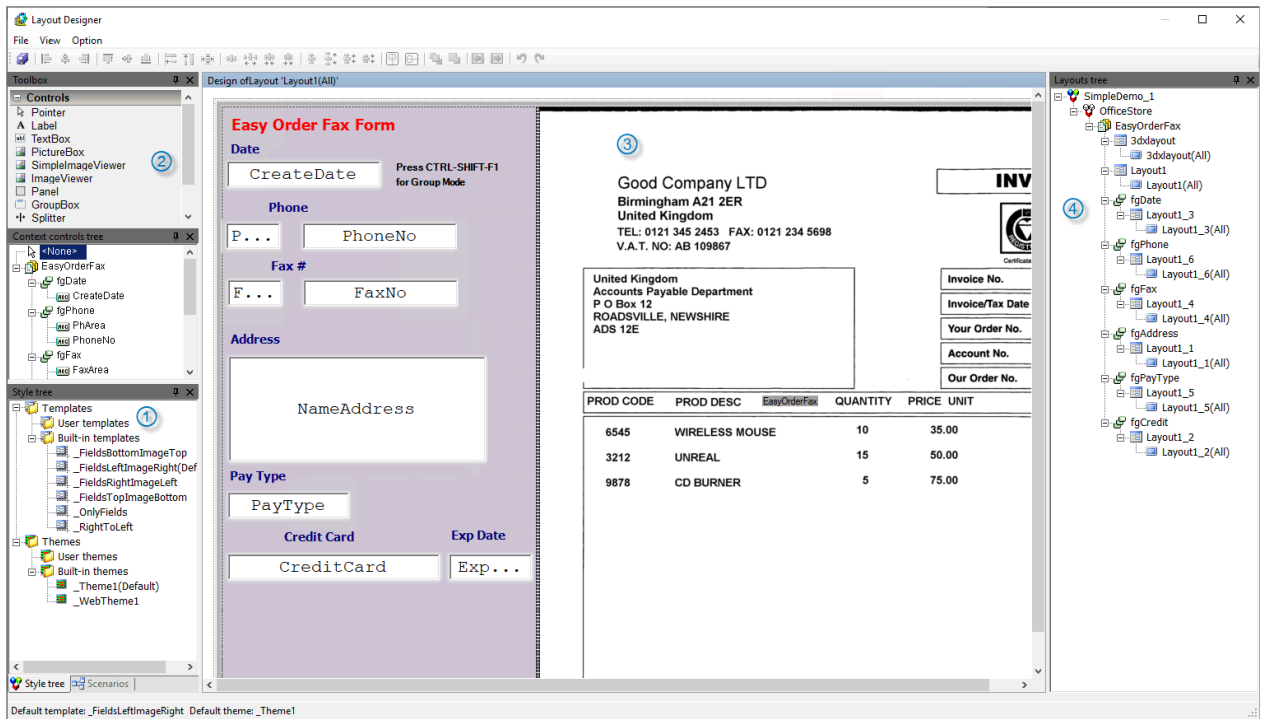 Layout Designer
File View Option
Toolbox
Controls
Pointer
Label
TextBox
PictureBox
SimpleImageViewer
ImageViewer
Panel
GroupBox
Splitter
2
Context controls tree
<None>
EasyOrderFax
fgDate
CreateDate
fgPhone
PhArea
PhoneNo
fgFax
FaxArea
Style tree
Templates
User templates
1
Built-in templates
_FieldsBottomImageTop
_FieldsLeftImageRight(Def
_FieldsRightImageLeft
_FieldsTopImageBottom
_OnlyFields
_RightToLeft
Themes
User themes
Built-in themes
_Theme1(Default)
_WebTheme1
Style tree Scenarios
Default template: _FieldsLeftImageRight Default theme: _Theme1
Design ofLayout 'Layout1(All)'
Easy Order Fax Form
Date
CreateDate
Press CTRL-SHIFT-F1
for Group Mode
Phone
P... PhoneNo
Fax #
F... FaxNo
Address
NameAddress
Pay Type
PayType
Credit Card Exp Date
CreditCard Exp...
3
Good Company LTD
Birmingham A21 2ER
United Kingdom
TEL: 0121 345 2453 FAX: 0121 234 5698
V.A.T. NO: AB 109867
INV
Certificate
United Kingdom
Accounts Payable Department
P O Box 12
ROADSVILLE, NEWSHIRE
ADS 12E
Invoice No.
Invoice/Tax Date
Your Order No.
Account No.
Our Order No.
PROD CODE PROD DESC EasyOrderFax QUANTITY PRICE UNIT
6545 WIRELESS MOUSE 10 35.00
3212 UNREAL 15 50.00
9878 CD BURNER 5 75.00
Layouts tree
SimpleDemo_1
OfficeStore
EasyOrderFax
3dxlayout
3dxlayout(All)
Layout1
Layout1(All)
4
fgDate
Layout1_3
Layout1_3(All)
fgPhone
Layout1_6
Layout1_6(All)
fgFax
Layout1_4
Layout1_4(All)
fgAddress
Layout1_1
Layout1_1(All)
fgPayType
Layout1_5
Layout1_5(All)
fgCredit
Layout1_2
Layout1_2(All)